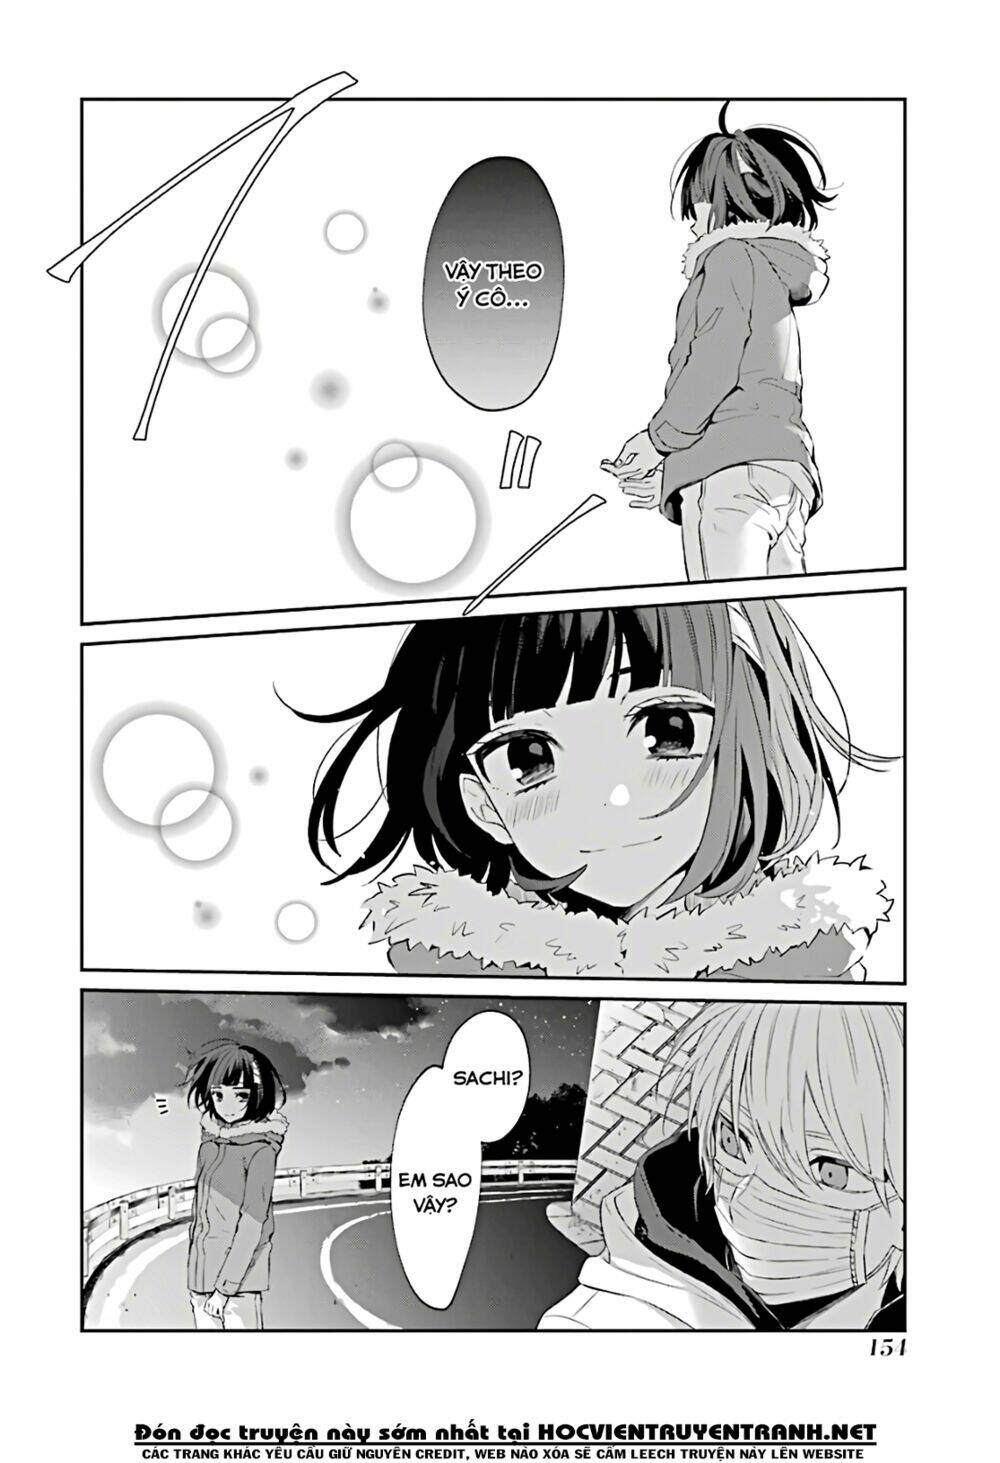 VẬY THEO
Ý CÔ...
SACHI?
EM SAO
VẬY?
154
Đón đọc truyện này sớm nhất tại HOCVIENTRUYENTRANH.NET
CÁC TRANG KHÁC YÊU CẦU GIỮ NGUYÊN CREDIT, WEB NÀO XÓA SẼ CẤM LEECH TRUYỆN NÀY LÊN WEBSITE